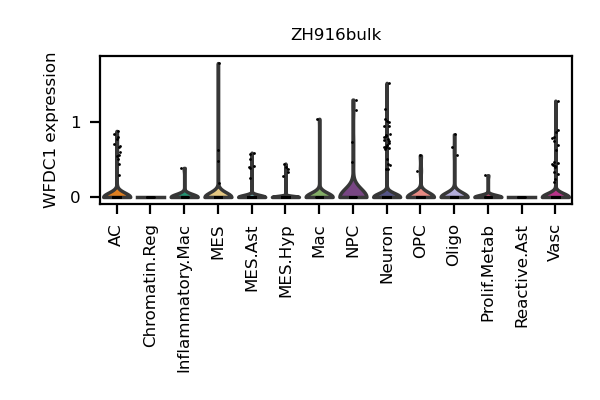 ZH916bulk
WFDC1 expression
1
0
AC
Chromatin.Reg
Inflammatory.Mac
MES
MES.Ast
MES.Hyp
Mac
NPC
Neuron
OPC
Oligo
Prolif.Metab
Reactive.Ast
Vasc